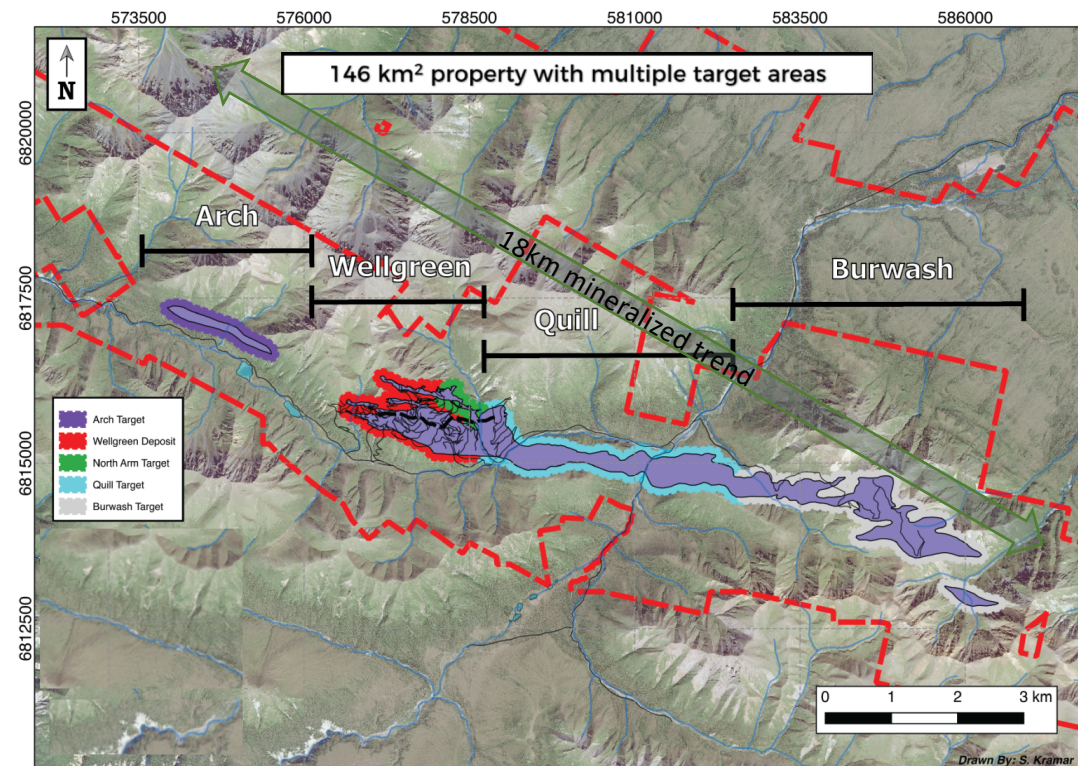 573500 576000 578500 581000 583500 586000
N
146 km² property with multiple target areas
6820000
6817500
6815000
6812500
Arch
Wellgreen
Quill
Burwash
18km mineralized trend
Arch Target
Wellgreen Deposit
North Arm Target
Quill Target
Burwash Target
0 1 2 3 km
Drawn By: S. Kramar